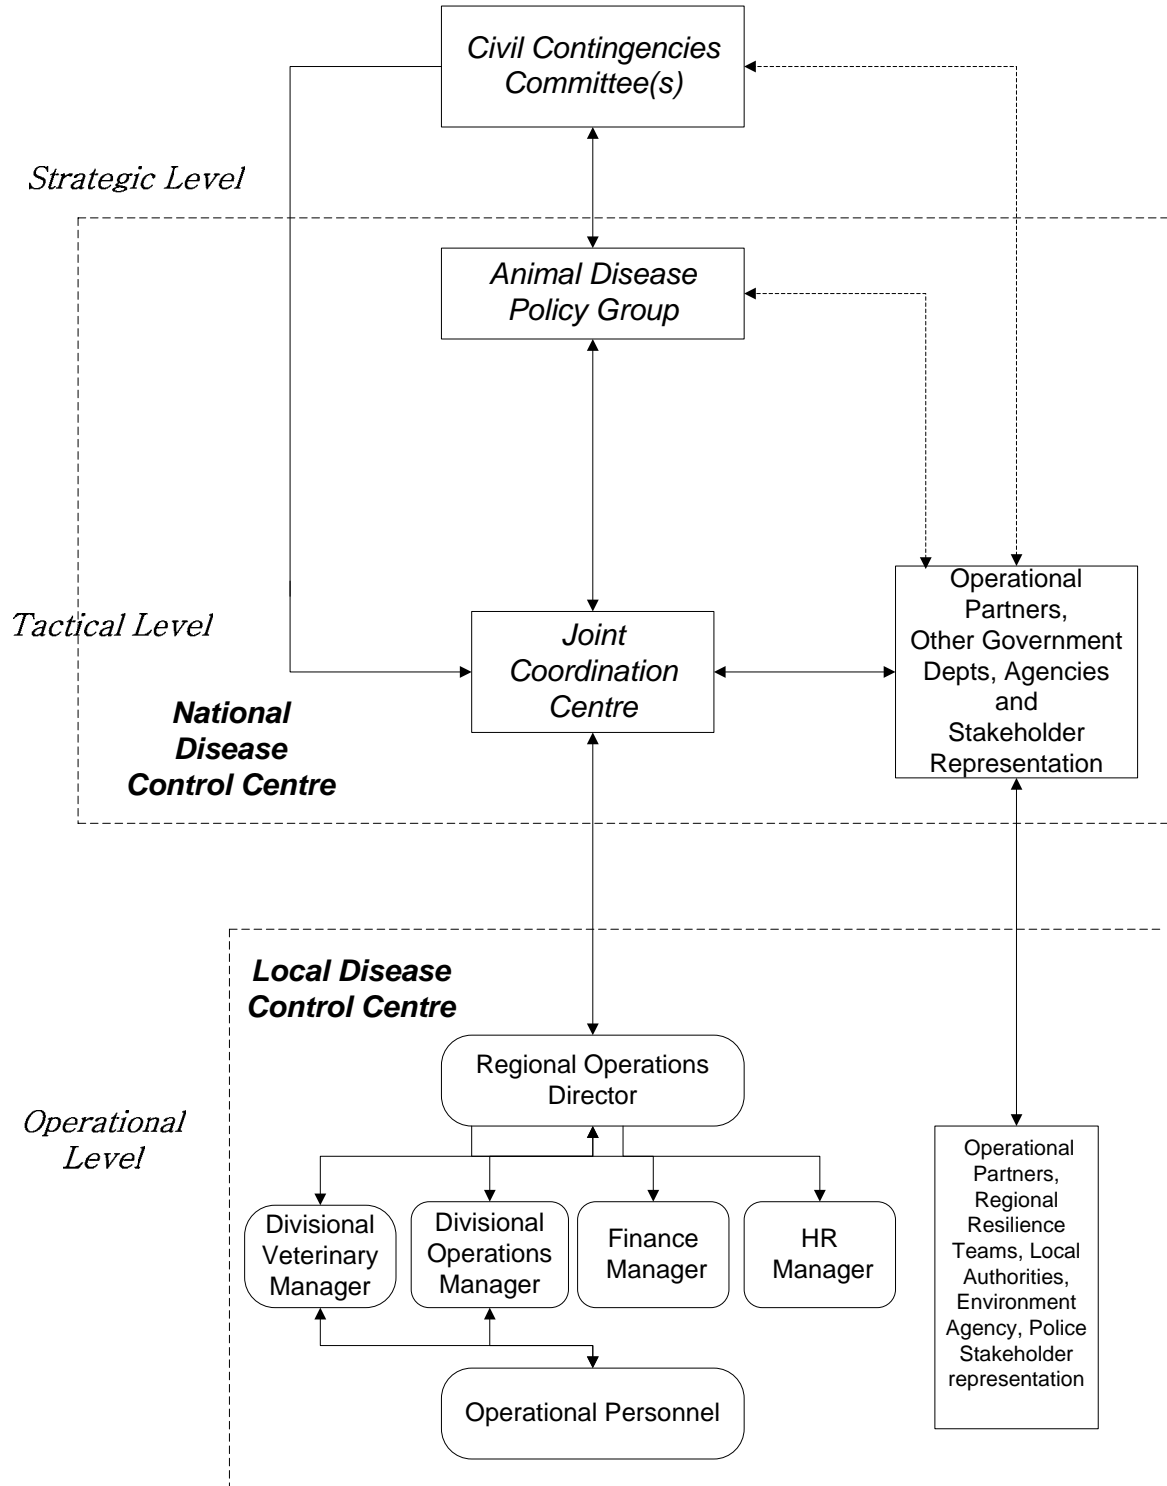 Civil Contingencies
Committee(s)
Strategic Level
Animal Disease
Policy Group
Operational
Partners,
Other Government
Depts, Agencies
and
Stakeholder
Representation
Tactical Level
Joint
Coordination
Centre
National
Disease
Control Centre
Local Disease
Control Centre
Regional Operations
Director
Operational
Level
Divisional
Veterinary
Manager
Divisional
Operations
Manager
Finance
Manager
HR
Manager
Operational
Partners,
Regional
Resilience
Teams, Local
Authorities,
Environment
Agency, Police
Stakeholder
representation
Operational Personnel